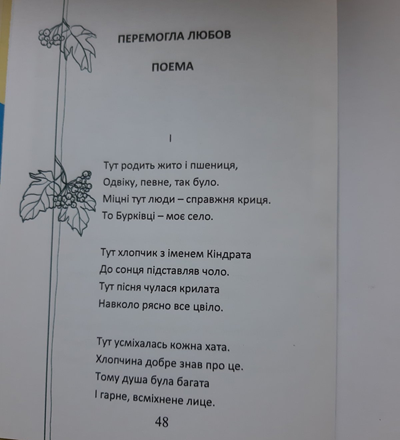 ПЕРЕМОГЛА ЛЮБОВ
ПОЕМА
І
Тут родить жито і пшениця,
Одвіку, певне, так було.
Міцні тут люди – справжня криця.
То Бурківці – моє село.
Тут хлопчик з іменем Кіндрата
До сонця підставляв чоло.
Тут пісня чулася крилата
Навколо рясно все цвіло.
Тут усміхалась кожна хата.
Хлопчина добре знав про це.
Тому душа була багата
І гарне, всміхнене лице.
48